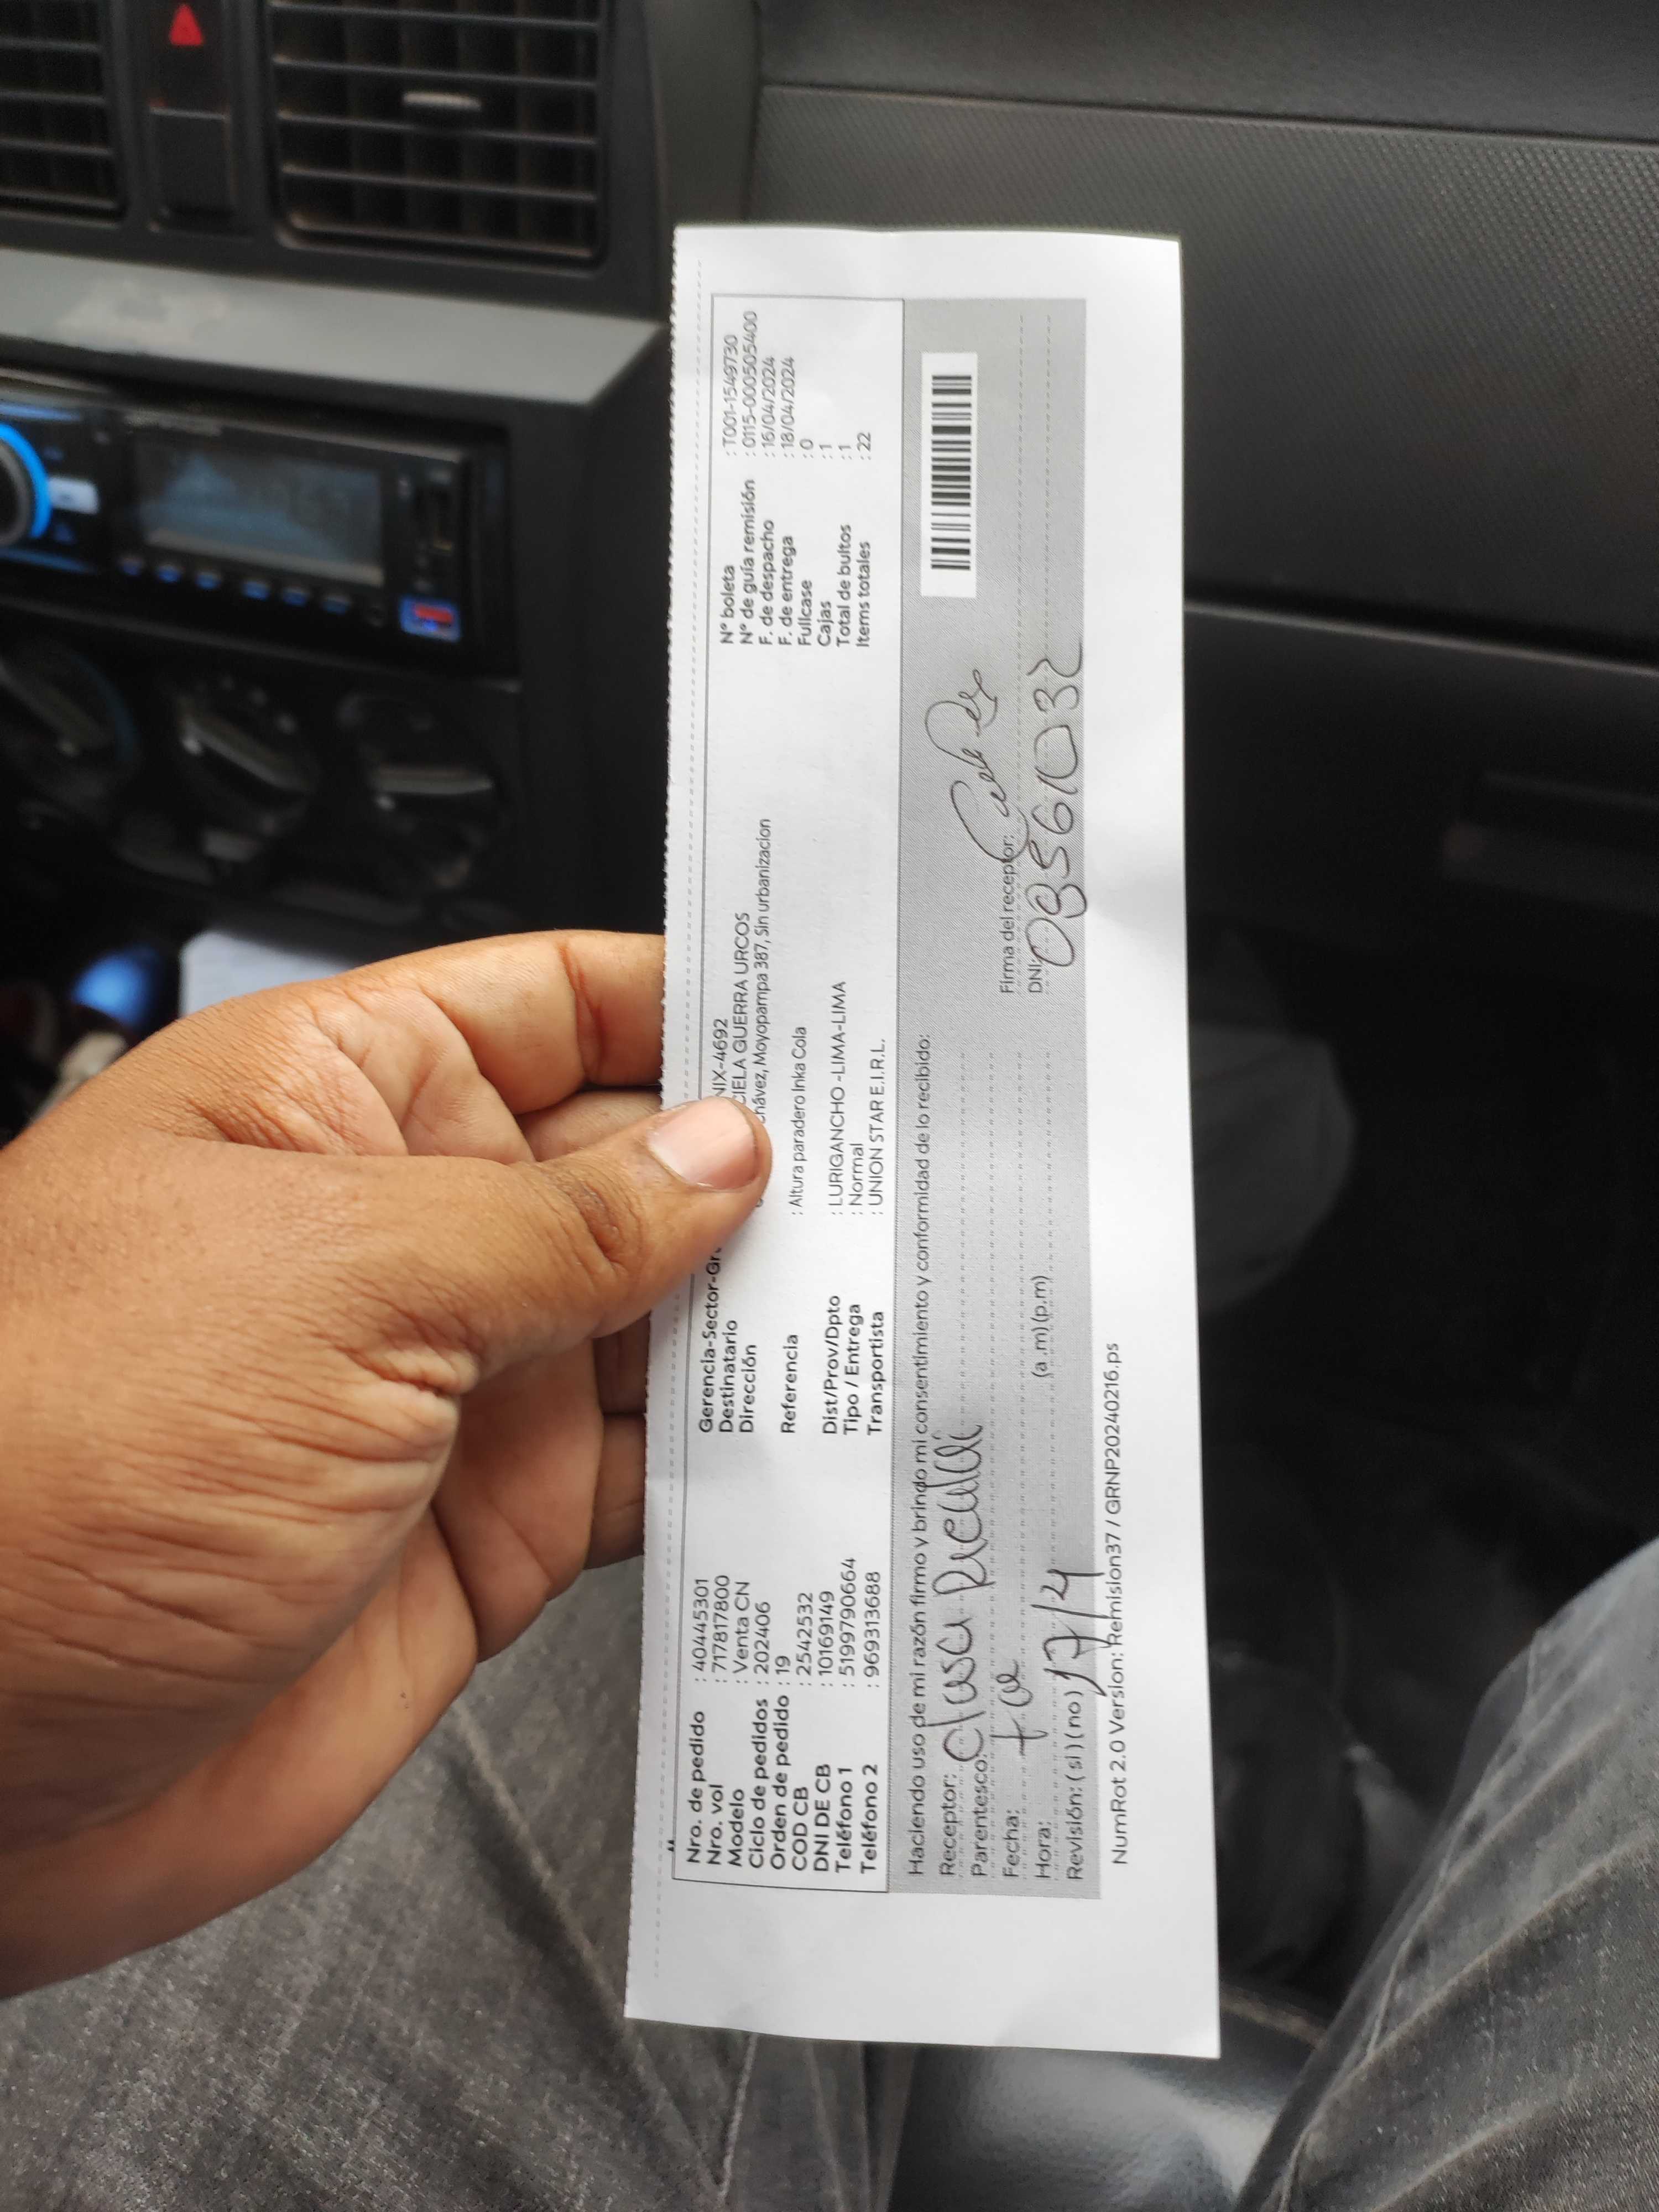 Nro. de pedido : 40445301
Nro. vol : 717817800
Modelo : Venta CN
Ciclo de pedidos : 202406
Orden de pedido : 19
COD CB : 2542532
DNI DE CB : 10169149
Teléfono 1 : 5199790664
Teléfono 2 : 969313688
Gerencia-Sector-Gr NIX-4692
Destinatario CIELA GUERRA URCOS
Dirección Chávez, Moyopampa 387, Sin urbanizacion
Referencia : Altura paradero Inka Cola
Dist/Prov/Dpto : LURIGANCHO -LIMA-LIMA
Tipo / Entrega : Normal
Transportista : UNION STAR E.I.R.L.
N° boleta : T001-1549730
N° de guía remisión : 0115-000505400
F. de despacho : 16/04/2024
F. de entrega : 18/04/2024
Fullcase : 0
Cajas : 1
Total de bultos : 1
Items totales : 22
Haciendo uso de mi razón firmo y brindo mi consentimiento y conformidad de lo recibido:
Receptor:
Parentesco:
Fecha:
Hora: (a .m) (p.m)
Revisión: ( si ) ( no ) 17/4
Firma del receptor:
DNI: 08561032
NumRot 2.0 Version: Remision37 / GRNP20240216.ps